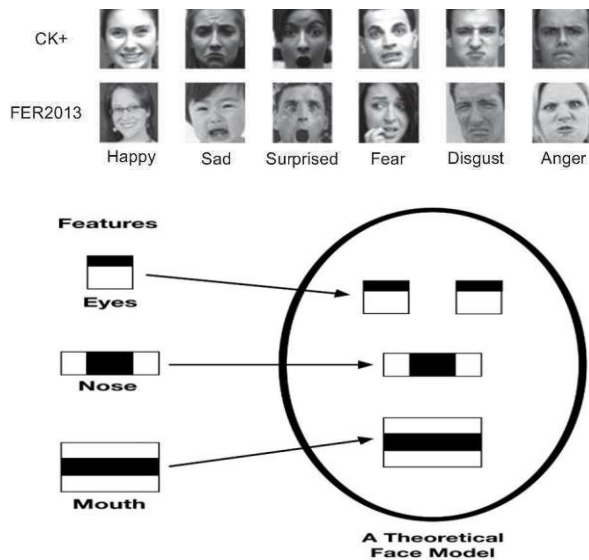 CK+
FER2013
Happy Sad Surprised Fear Disgust Anger
Features
Eyes
Nose
Mouth
A Theoretical
Face Model